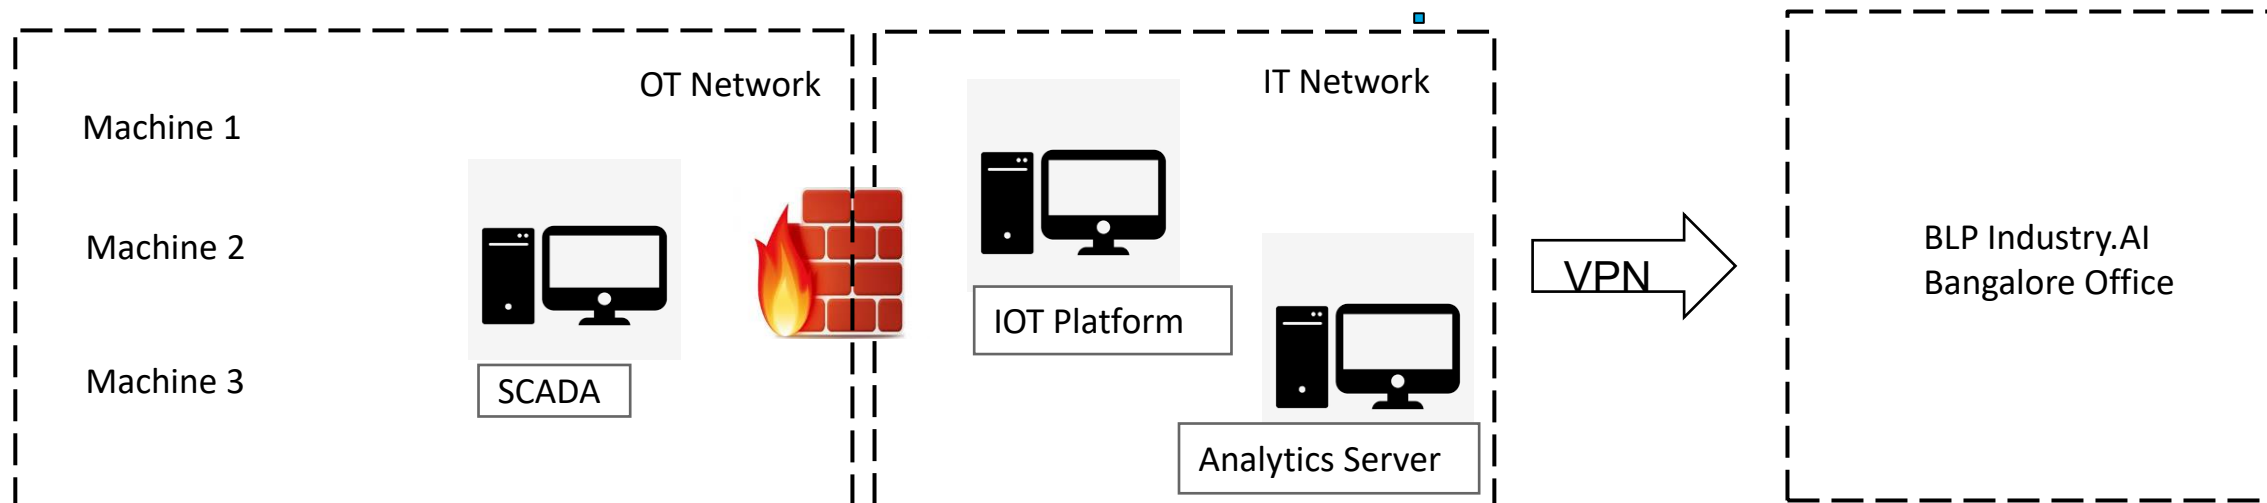 OT Network
Machine 1
Machine 2
Machine 3
SCADA
IT Network
IOT Platform
Analytics Server
VPN
BLP Industry.AI
Bangalore Office